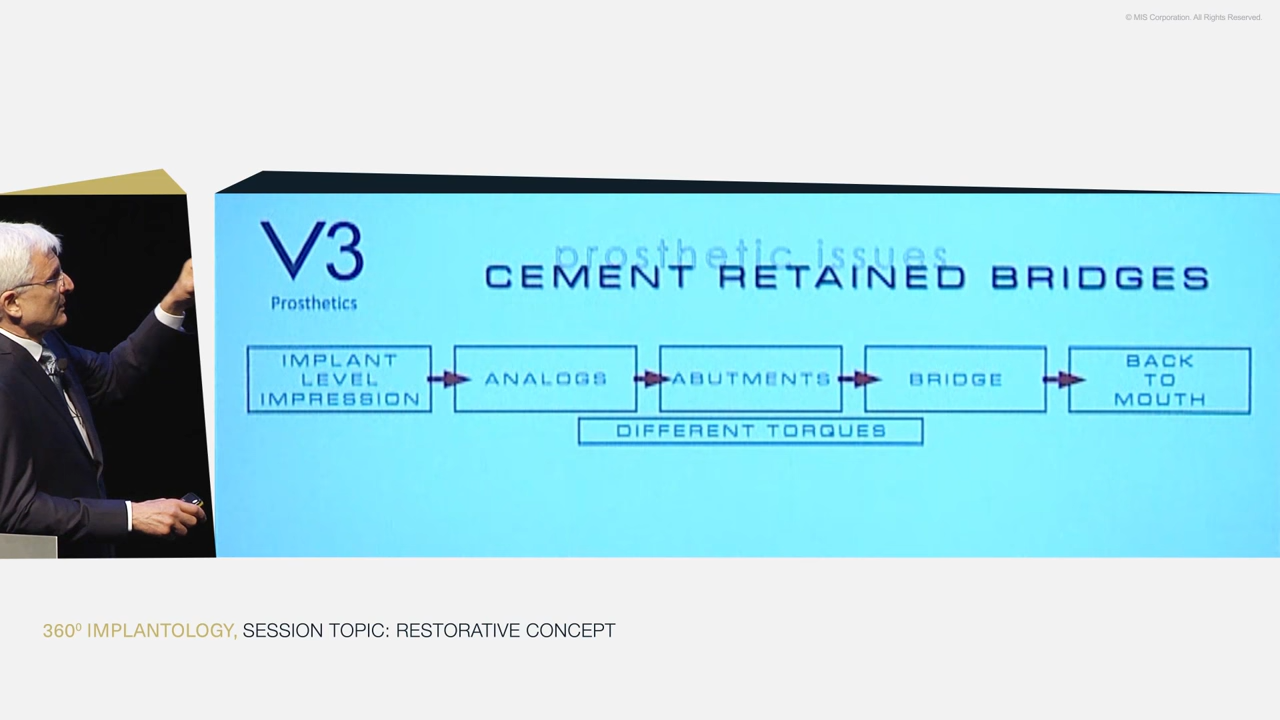 © MIS Corporation. All Rights Reserved.
V3
Prosthetics
prosthetic issues
CEMENT RETAINED BRIDGES
IMPLANT
LEVEL
IMPRESSION
ANALOGS
ABUTMENTS
BRIDGE
BACK
TO
MOUTH
DIFFERENT TORQUES
360⁰ IMPLANTOLOGY, SESSION TOPIC: RESTORATIVE CONCEPT